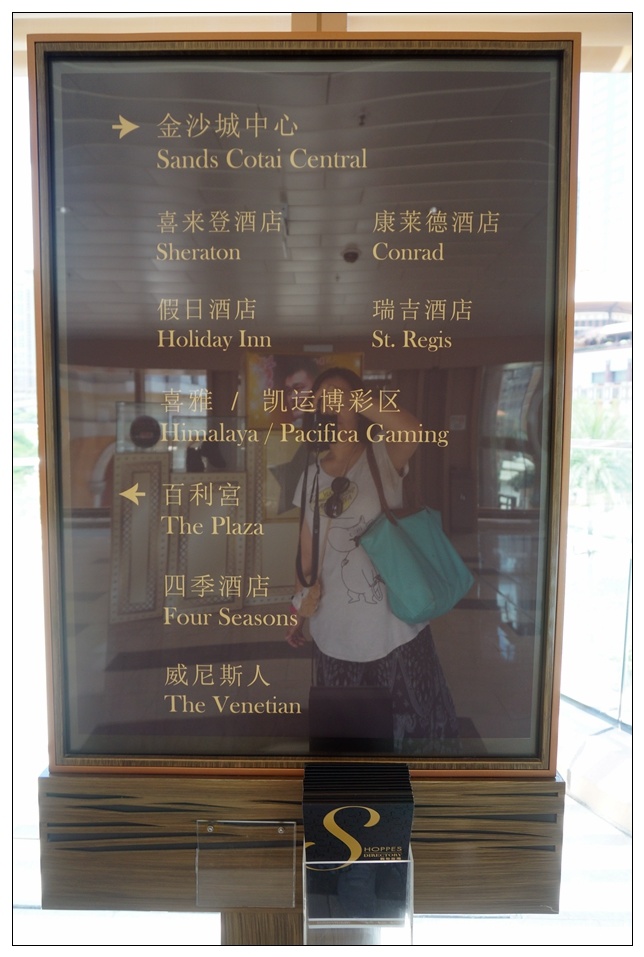 金沙城中心
Sands Cotai Central
喜来登酒店
Sheraton
康莱德酒店
Conrad
假日酒店
Holiday Inn
瑞吉酒店
St. Regis
喜雅 / 凯运博彩区
Himalaya / Pacifica Gaming
百利宫
The Plaza
四季酒店
Four Seasons
威尼斯人
The Venetian
SHOPPES
DIRECTORY